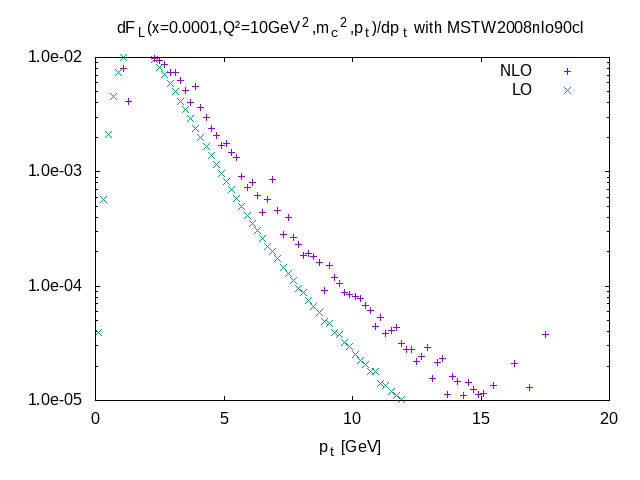 dF_L(x=0.0001,Q²=10GeV^2,m_c^2,p_t)/dp_t with MSTW2008nlo90cl
NLO
LO
1.0e-02
1.0e-03
1.0e-04
1.0e-05
0 5 10 15 20
p_t [GeV]